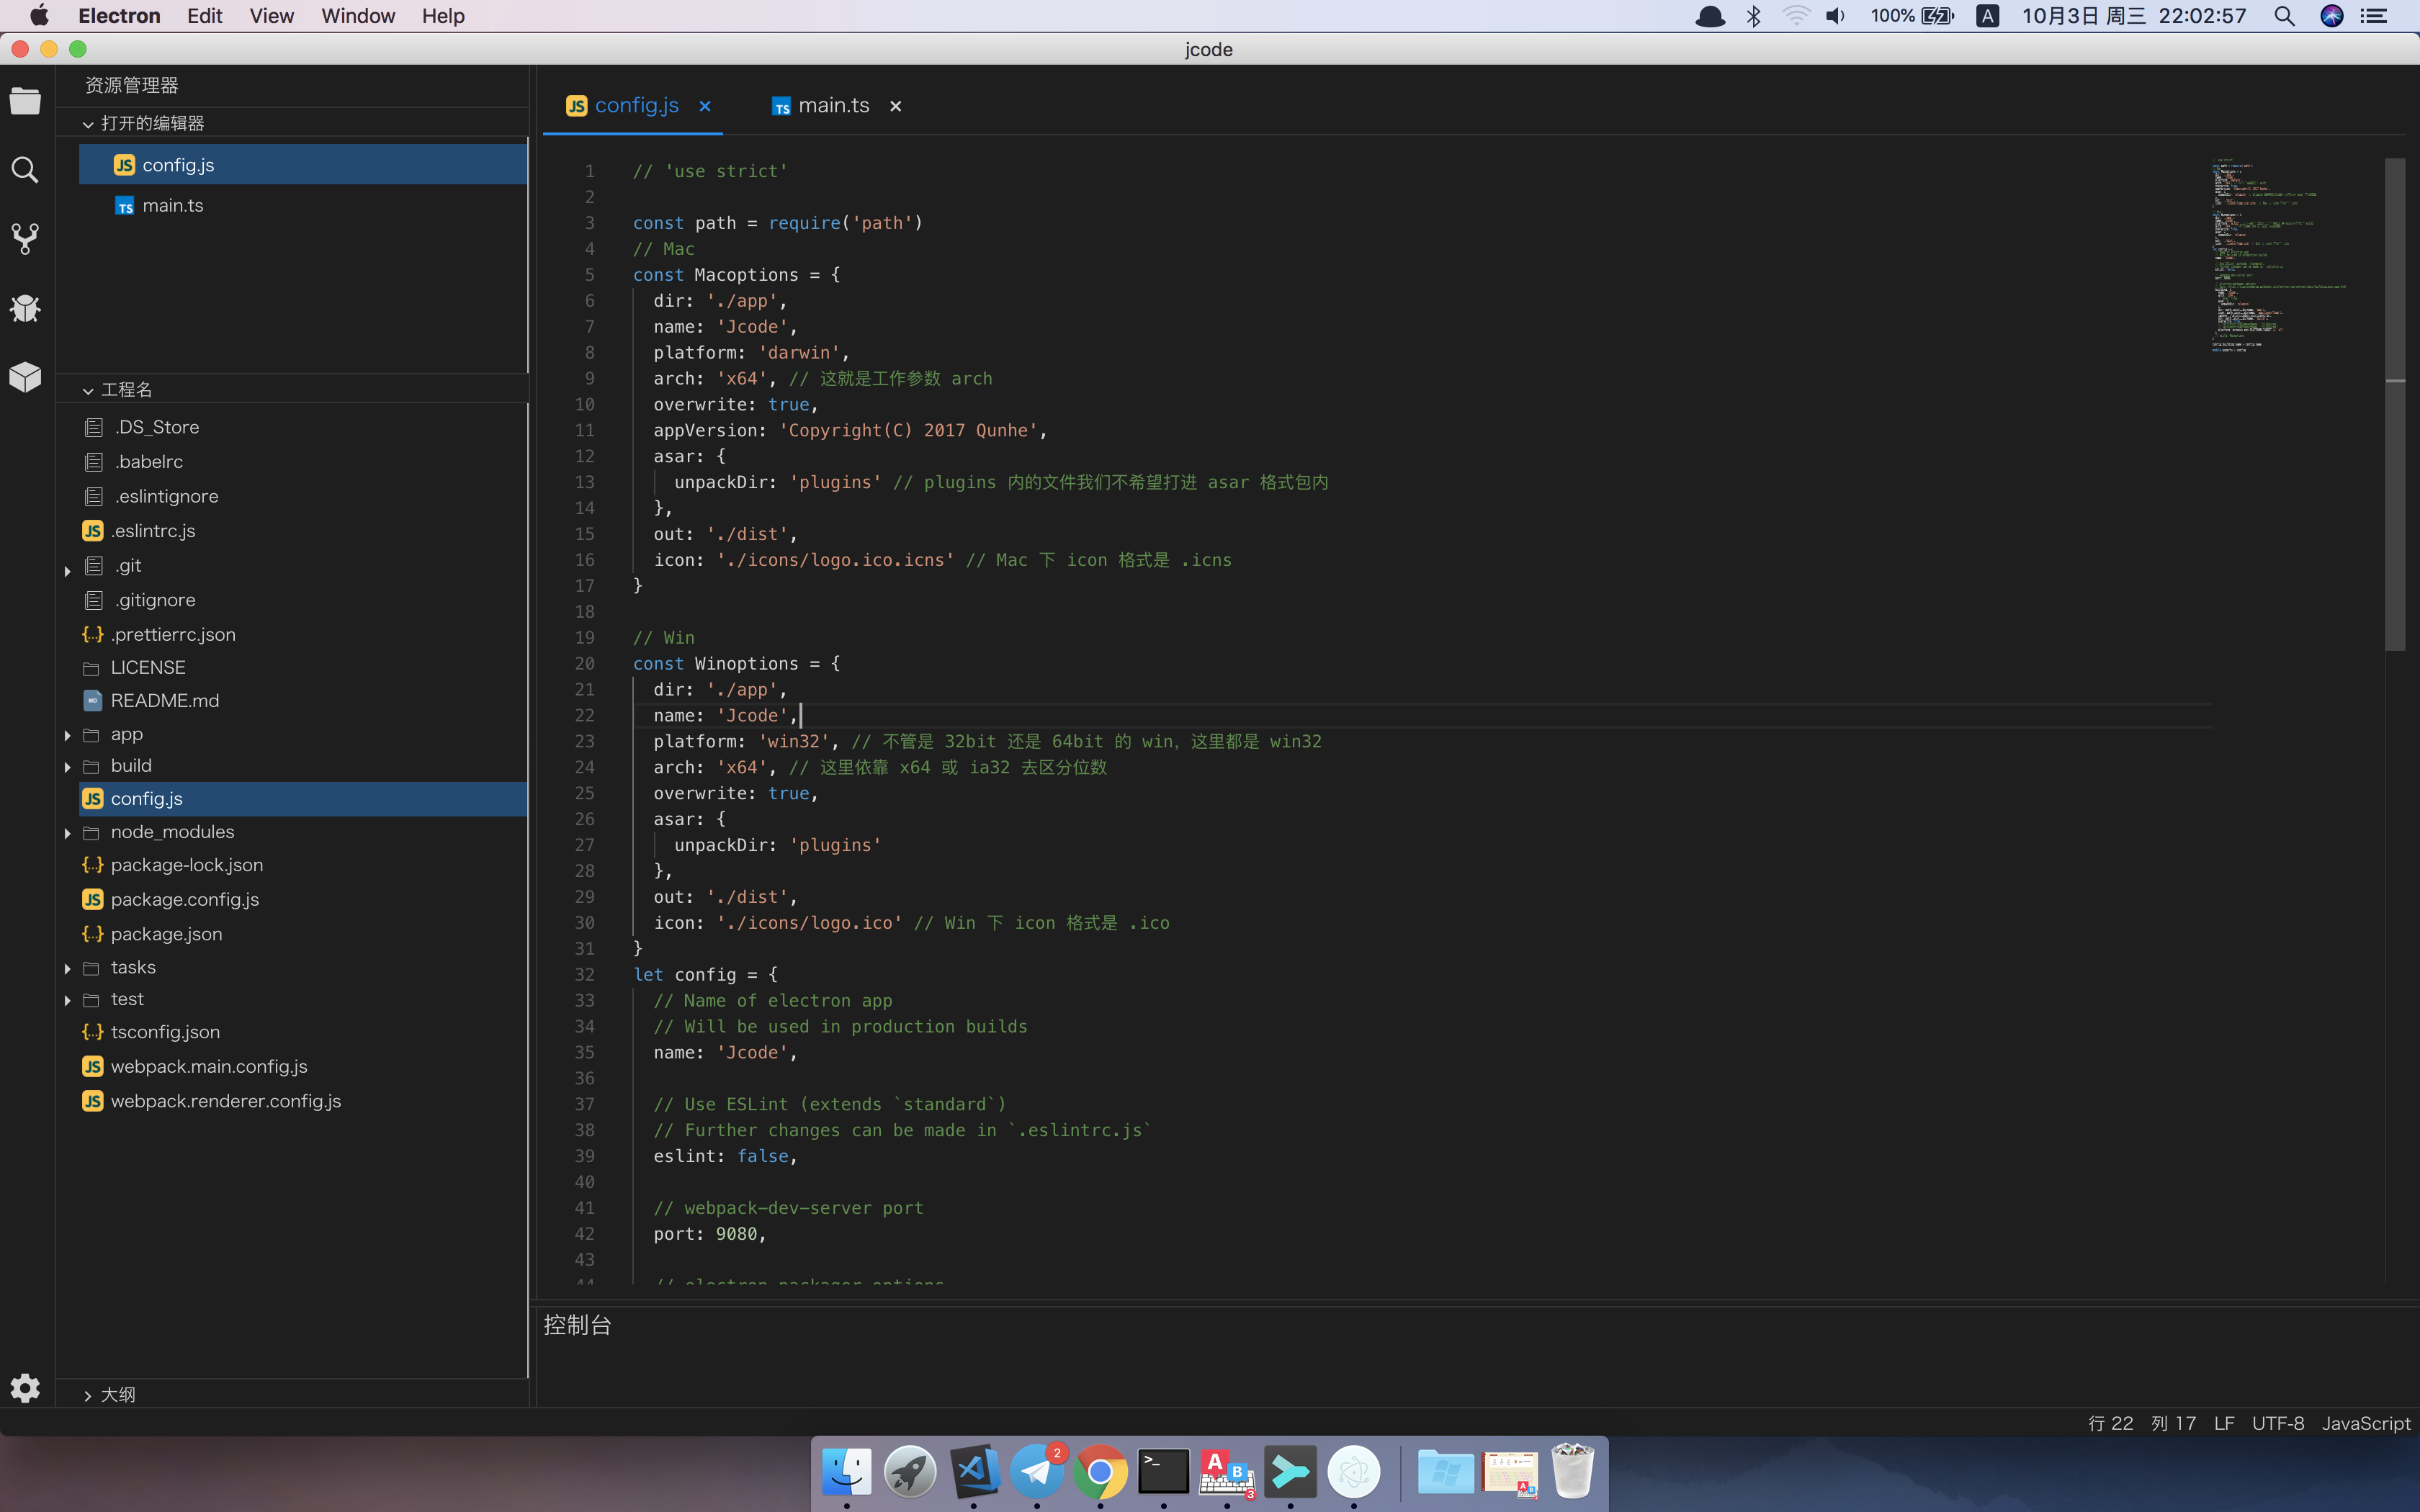 Electron Edit View Window Help
100% A 10月3日 周三 22:02:57
jcode
资源管理器
打开的编辑器
JS config.js
TS main.ts
工程名
.DS_Store
.babelrc
.eslintignore
JS .eslintrc.js
.git
.gitignore
{..} .prettierrc.json
LICENSE
README.md
app
build
JS config.js
node_modules
{..} package-lock.json
JS package.config.js
{..} package.json
tasks
test
{..} tsconfig.json
JS webpack.main.config.js
JS webpack.renderer.config.js
大纲
JS config.js × TS main.ts ×
1 // 'use strict'
2
3 const path = require('path')
4 // Mac
5 const Macoptions = {
6 dir: './app',
7 name: 'Jcode',
8 platform: 'darwin',
9 arch: 'x64', // 这就是工作参数 arch
10 overwrite: true,
11 appVersion: 'Copyright(C) 2017 Qunhe',
12 asar: {
13 unpackDir: 'plugins' // plugins 内的文件我们不希望打进 asar 格式包内
14 },
15 out: './dist',
16 icon: './icons/logo.ico.icns' // Mac 下 icon 格式是 .icns
17 }
18
19 // Win
20 const Winoptions = {
21 dir: './app',
22 name: 'Jcode',
23 platform: 'win32', // 不管是 32bit 还是 64bit 的 win，这里都是 win32
24 arch: 'x64', // 这里依靠 x64 或 ia32 去区分位数
25 overwrite: true,
26 asar: {
27 unpackDir: 'plugins'
28 },
29 out: './dist',
30 icon: './icons/logo.ico' // Win 下 icon 格式是 .ico
31 }
32 let config = {
33 // Name of electron app
34 // Will be used in production builds
35 name: 'Jcode',
36
37 // Use ESLint (extends `standard`)
38 // Further changes can be made in `.eslintrc.js`
39 eslint: false,
40
41 // webpack-dev-server port
42 port: 9080,
43
44 // electron-packager options
控制台
行 22 列 17 LF UTF-8 JavaScript
2
>_
A B 3